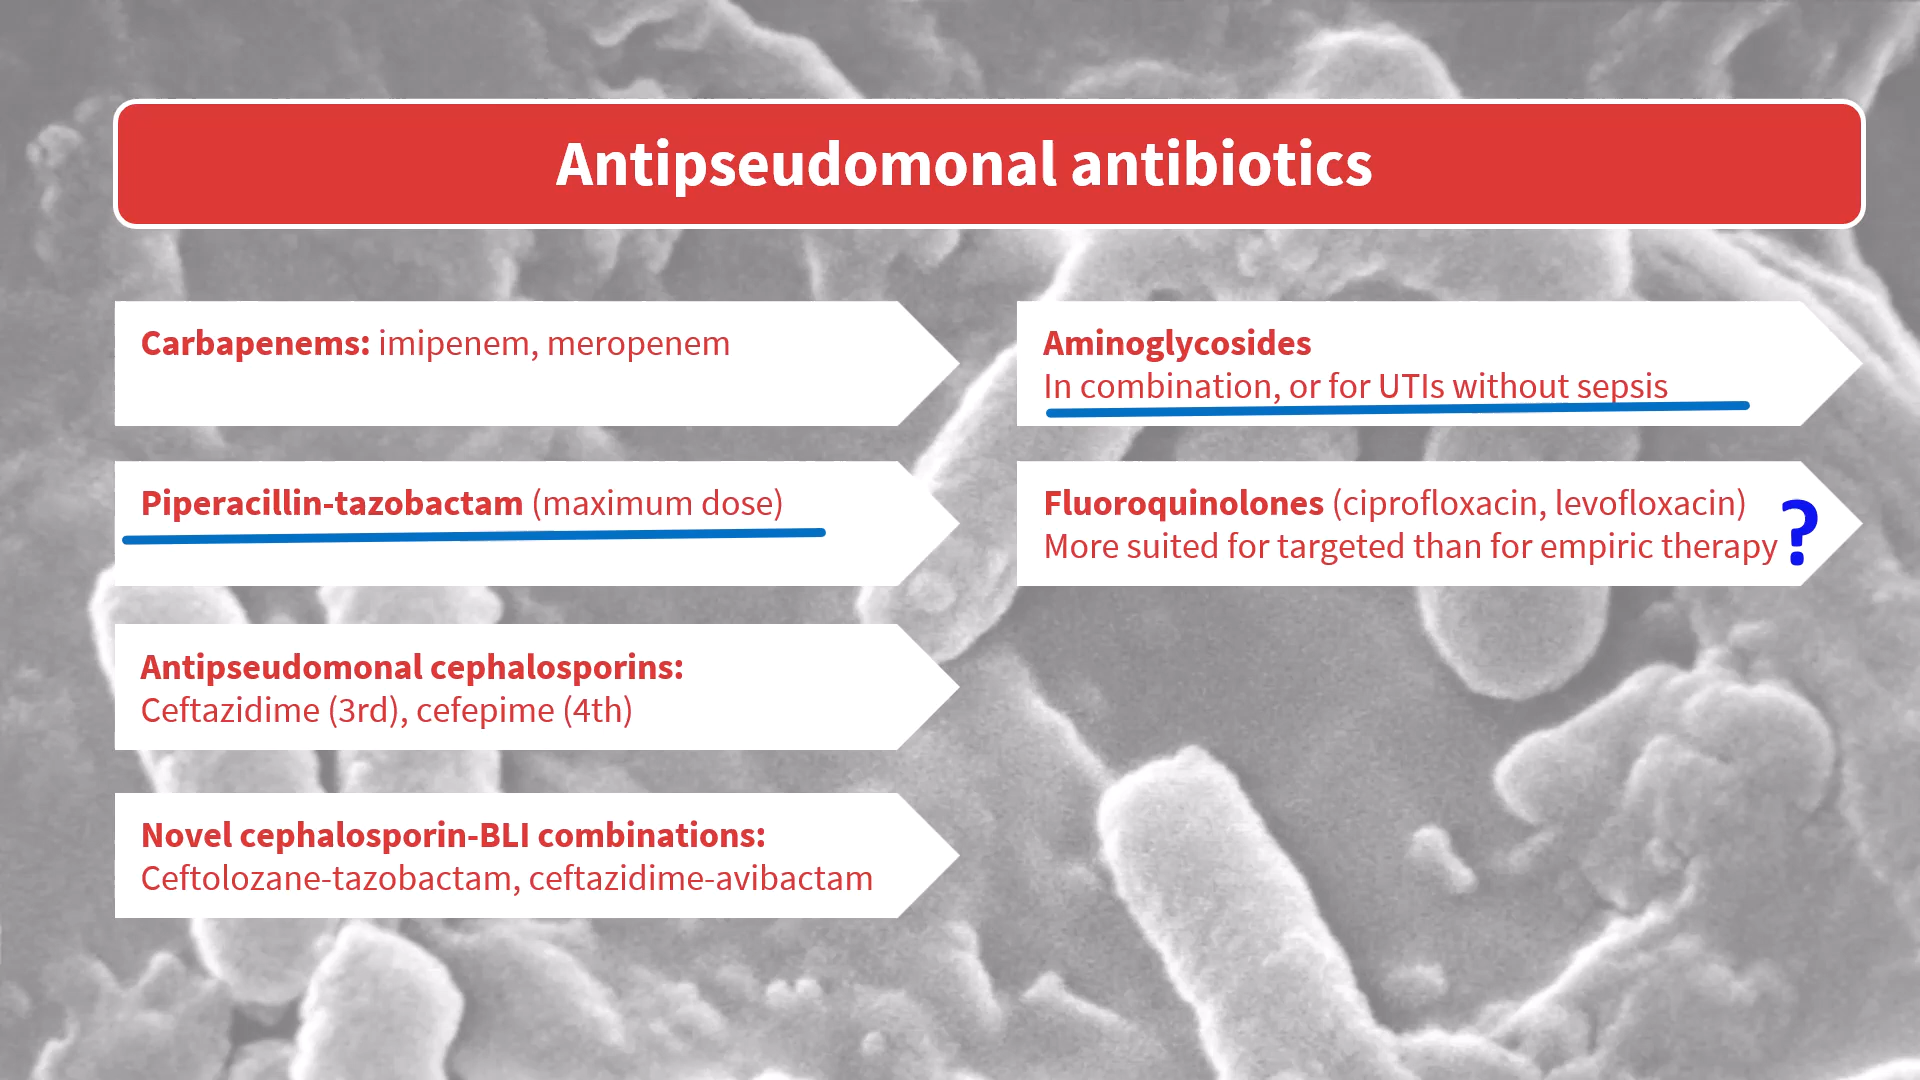 Antipseudomonal antibiotics
Carbapenems: imipenem, meropenem
Piperacillin-tazobactam (maximum dose)
Antipseudomonal cephalosporins:
Ceftazidime (3rd), cefepime (4th)
Novel cephalosporin-BLI combinations:
Ceftolozane-tazobactam, ceftazidime-avibactam
Aminoglycosides
In combination, or for UTIs without sepsis
Fluoroquinolones (ciprofloxacin, levofloxacin)
More suited for targeted than for empiric therapy ?